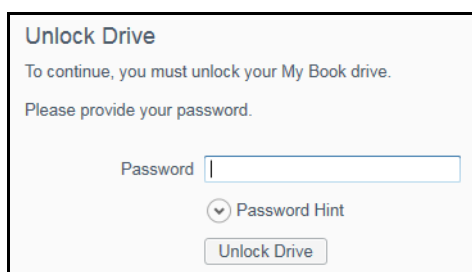 Unlock Drive
To continue, you must unlock your My Book drive.
Please provide your password.
Password
Password Hint
Unlock Drive